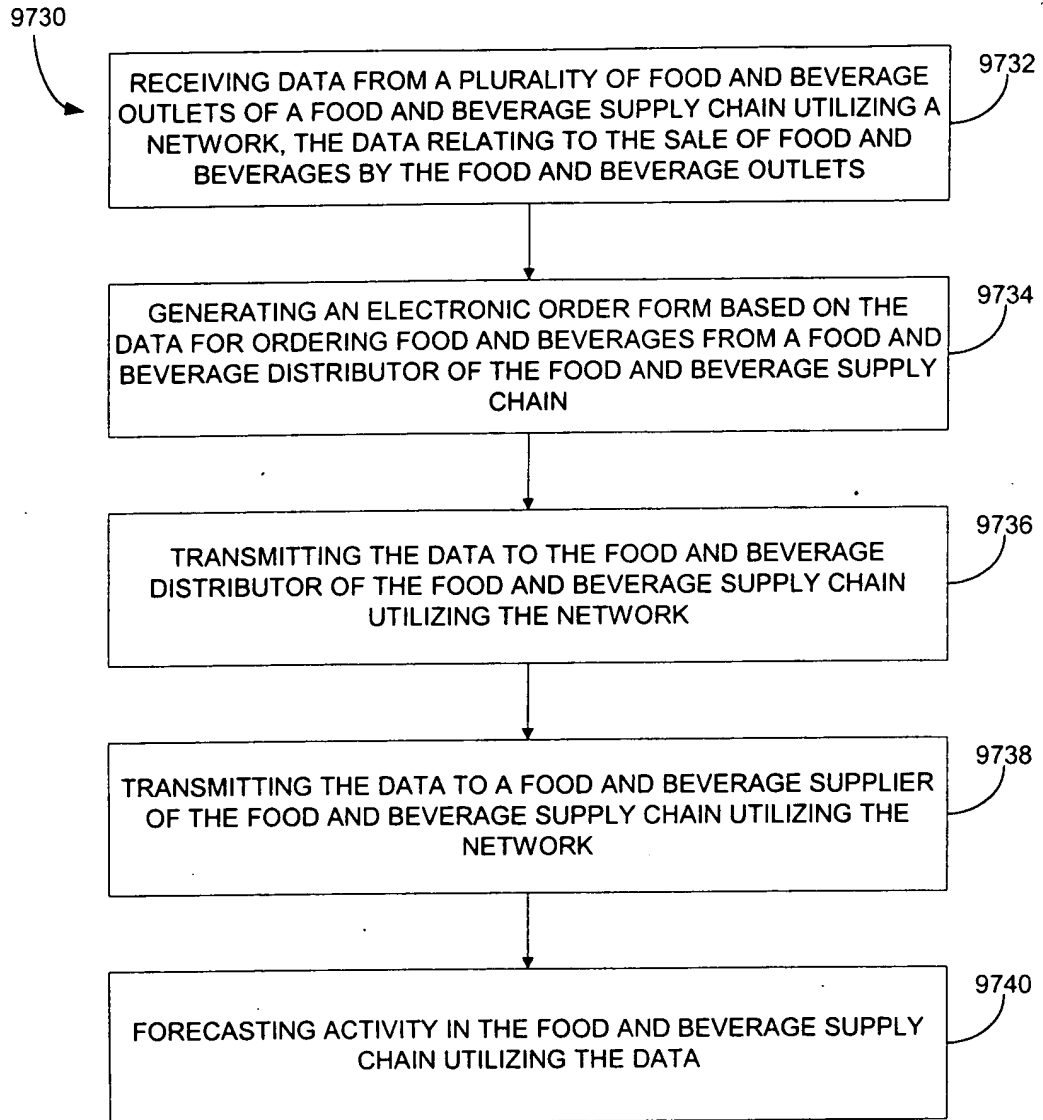 9730
RECEIVING DATA FROM A PLURALITY OF FOOD AND BEVERAGE
OUTLETS OF A FOOD AND BEVERAGE SUPPLY CHAIN UTILIZING A
NETWORK, THE DATA RELATING TO THE SALE OF FOOD AND
BEVERAGES BY THE FOOD AND BEVERAGE OUTLETS
9732
GENERATING AN ELECTRONIC ORDER FORM BASED ON THE
DATA FOR ORDERING FOOD AND BEVERAGES FROM A FOOD AND
BEVERAGE DISTRIBUTOR OF THE FOOD AND BEVERAGE SUPPLY
CHAIN
9734
TRANSMITTING THE DATA TO THE FOOD AND BEVERAGE
DISTRIBUTOR OF THE FOOD AND BEVERAGE SUPPLY CHAIN
UTILIZING THE NETWORK
9736
TRANSMITTING THE DATA TO A FOOD AND BEVERAGE SUPPLIER
OF THE FOOD AND BEVERAGE SUPPLY CHAIN UTILIZING THE
NETWORK
9738
FORECASTING ACTIVITY IN THE FOOD AND BEVERAGE SUPPLY
CHAIN UTILIZING THE DATA
9740